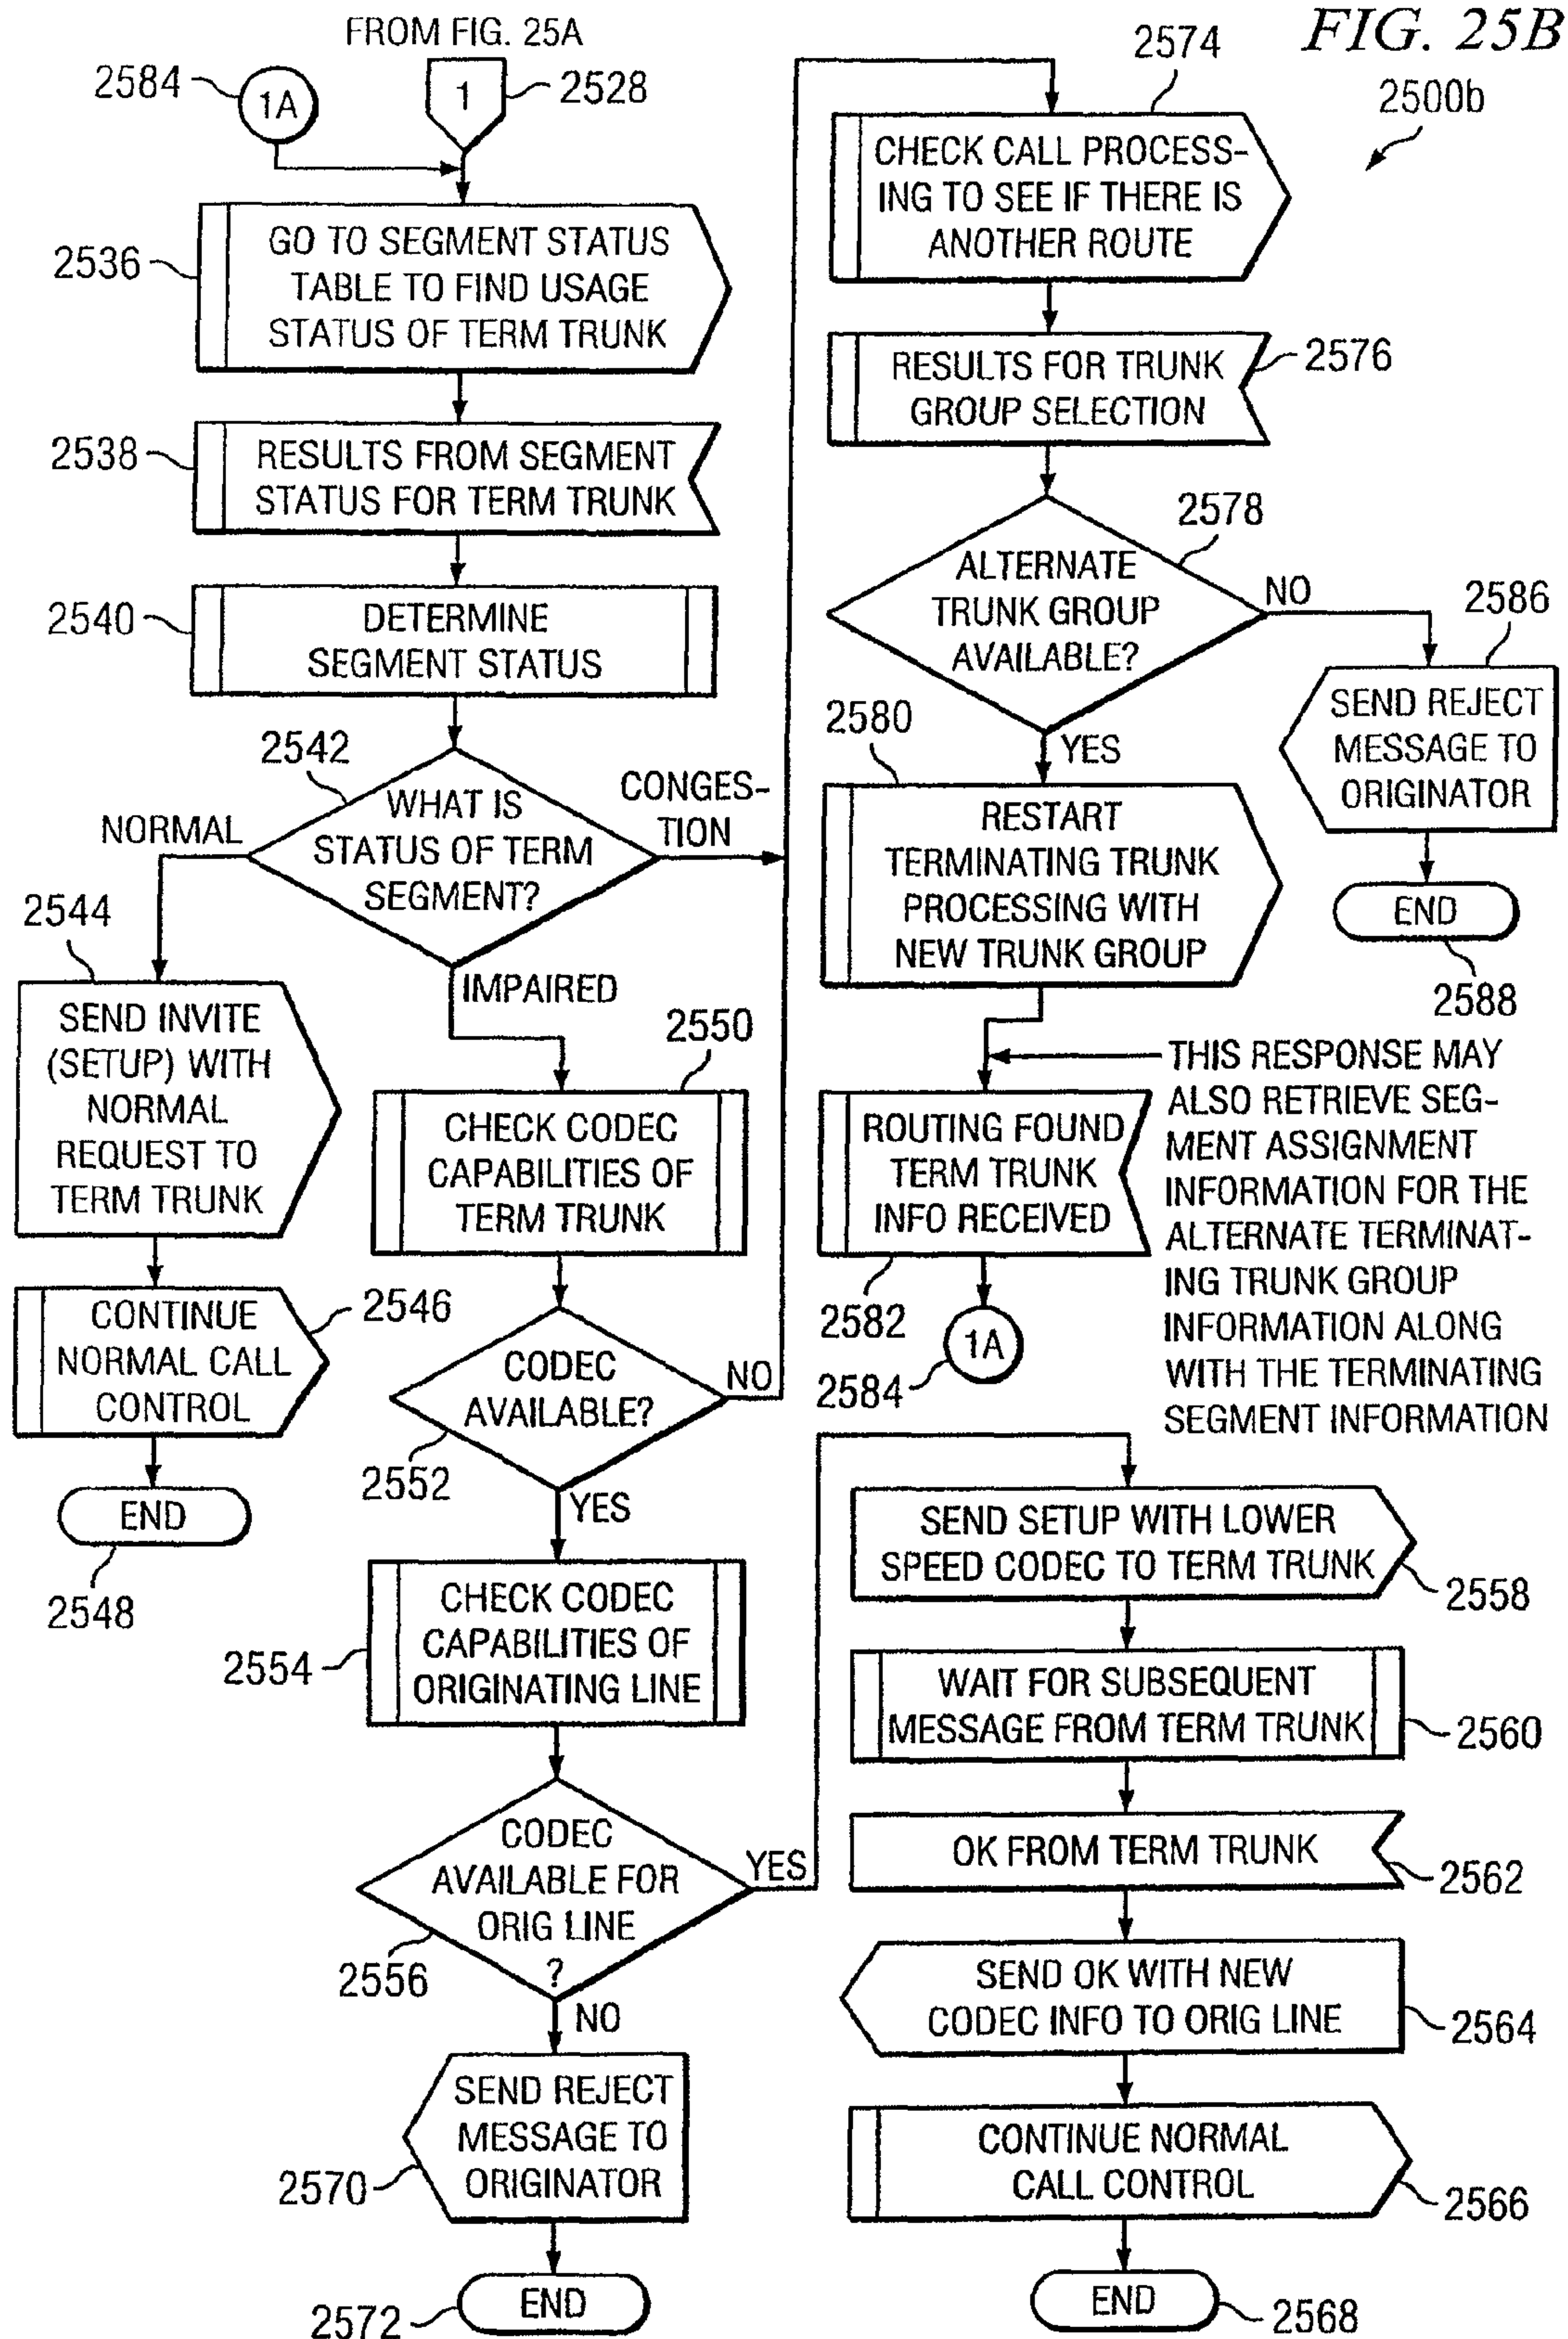 FIG. 25B
2500b
FROM FIG. 25A
2584
1A
1
2528
GO TO SEGMENT STATUS
TABLE TO FIND USAGE
STATUS OF TERM TRUNK
2536
RESULTS FROM SEGMENT
STATUS FOR TERM TRUNK
2538
DETERMINE
SEGMENT STATUS
2540
2542
WHAT IS
STATUS OF TERM
SEGMENT?
NORMAL
CONGES-
TION
IMPAIRED
2544
SEND INVITE
(SETUP) WITH
NORMAL
REQUEST TO
TERM TRUNK
CONTINUE
NORMAL CALL
CONTROL
2546
END
2548
2550
CHECK CODEC
CAPABILITIES OF
TERM TRUNK
CODEC
AVAILABLE?
2552
NO
YES
CHECK CODEC
CAPABILITIES OF
ORIGINATING LINE
2554
CODEC
AVAILABLE FOR
ORIG LINE
?
2556
YES
NO
SEND REJECT
MESSAGE TO
ORIGINATOR
2570
END
2572
2574
CHECK CALL PROCESS-
ING TO SEE IF THERE IS
ANOTHER ROUTE
RESULTS FOR TRUNK
GROUP SELECTION
2576
2578
ALTERNATE
TRUNK GROUP
AVAILABLE?
NO
YES
2586
SEND REJECT
MESSAGE TO
ORIGINATOR
END
2588
2580
RESTART
TERMINATING TRUNK
PROCESSING WITH
NEW TRUNK GROUP
THIS RESPONSE MAY
ALSO RETRIEVE SEG-
MENT ASSIGNMENT
INFORMATION FOR THE
ALTERNATE TERMINAT-
ING TRUNK GROUP
INFORMATION ALONG
WITH THE TERMINATING
SEGMENT INFORMATION
ROUTING FOUND
TERM TRUNK
INFO RECEIVED
2582
1A
2584
SEND SETUP WITH LOWER
SPEED CODEC TO TERM TRUNK
2558
WAIT FOR SUBSEQUENT
MESSAGE FROM TERM TRUNK
2560
OK FROM TERM TRUNK
2562
SEND OK WITH NEW
CODEC INFO TO ORIG LINE
2564
CONTINUE NORMAL
CALL CONTROL
2566
END
2568